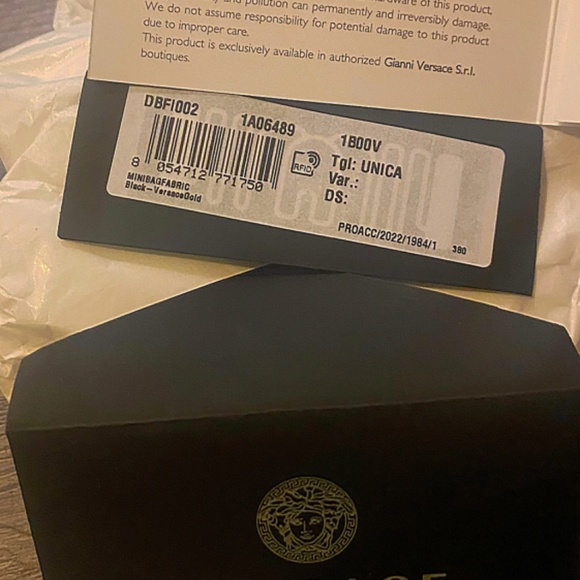 and pollution can permanently and irreversibly damage.
We do not assume responsibility for potential damage to this product
due to improper care.
This product is exclusively available in authorized Gianni Versace S.r.l.
boutiques.
DBFI002 1A06489 1B00V
8 054712 771750
RFID
Tgl: UNICA
Var.:
DS:
MINIBAGFABRIC
Black-VersaceGold
PROACC/2022/1984/1 380